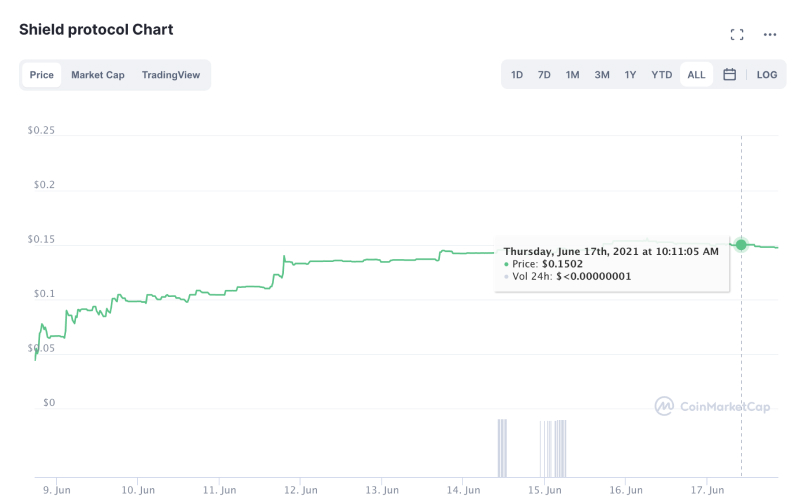 Shield protocol Chart
Price Market Cap TradingView
1D 7D 1M 3M 1Y YTD ALL LOG
$0.25
$0.2
$0.15
$0.1
$0.05
$0
Thursday, June 17th, 2021 at 10:11:05 AM
Price: $0.1502
Vol 24h: $<0.00000001
CoinMarketCap
9. Jun 10. Jun 11. Jun 12. Jun 13. Jun 14. Jun 15. Jun 16. Jun 17. Jun